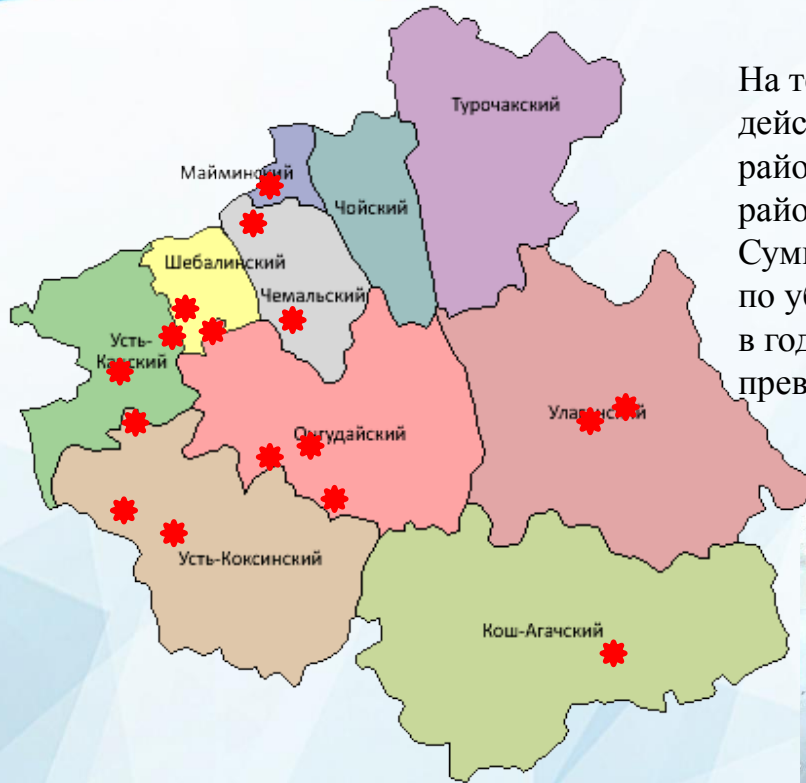 Турочакский
Майминский
Чойский
Шебалинский
Чемальский
Усть-
Канский
Улаганский
Онгудайский
Усть-Коксинский
Кош-Агачский
На т
дейс
райо
райо
Сум
по у
в год
прев